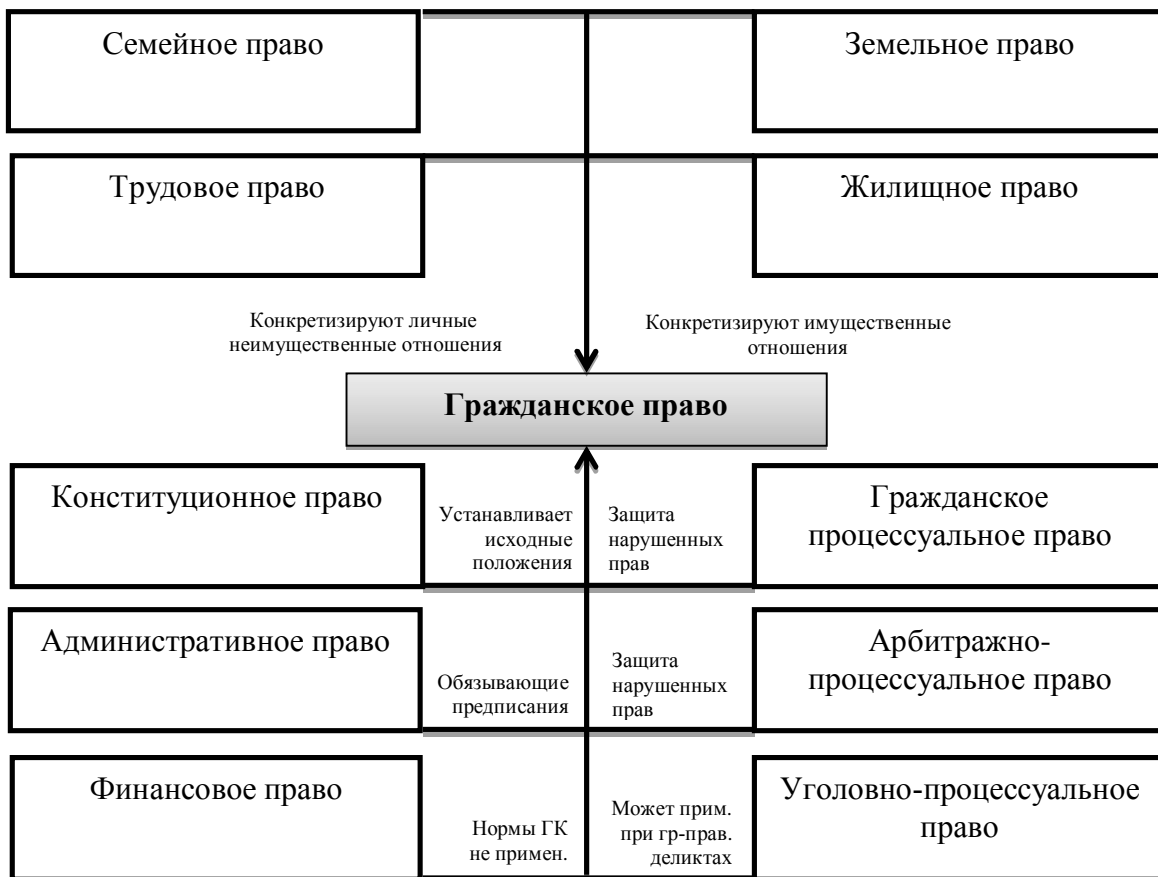 Семейное право
Земельное право
Трудовое право
Жилищное право
Конкретизируют личные
неимущественные отношения
Конкретизируют имущественные
отношения
Гражданское право
Конституционное право
Устанавливает
исходные
положения
Защита
нарушенных
прав
Гражданское
процессуальное право
Административное право
Обязывающие
предписания
Защита
нарушенных
прав
Арбитражно-
процессуальное право
Финансовое право
Нормы ГК
не примен.
Может прим.
при гр-прав.
деликтах
Уголовно-процессуальное
право